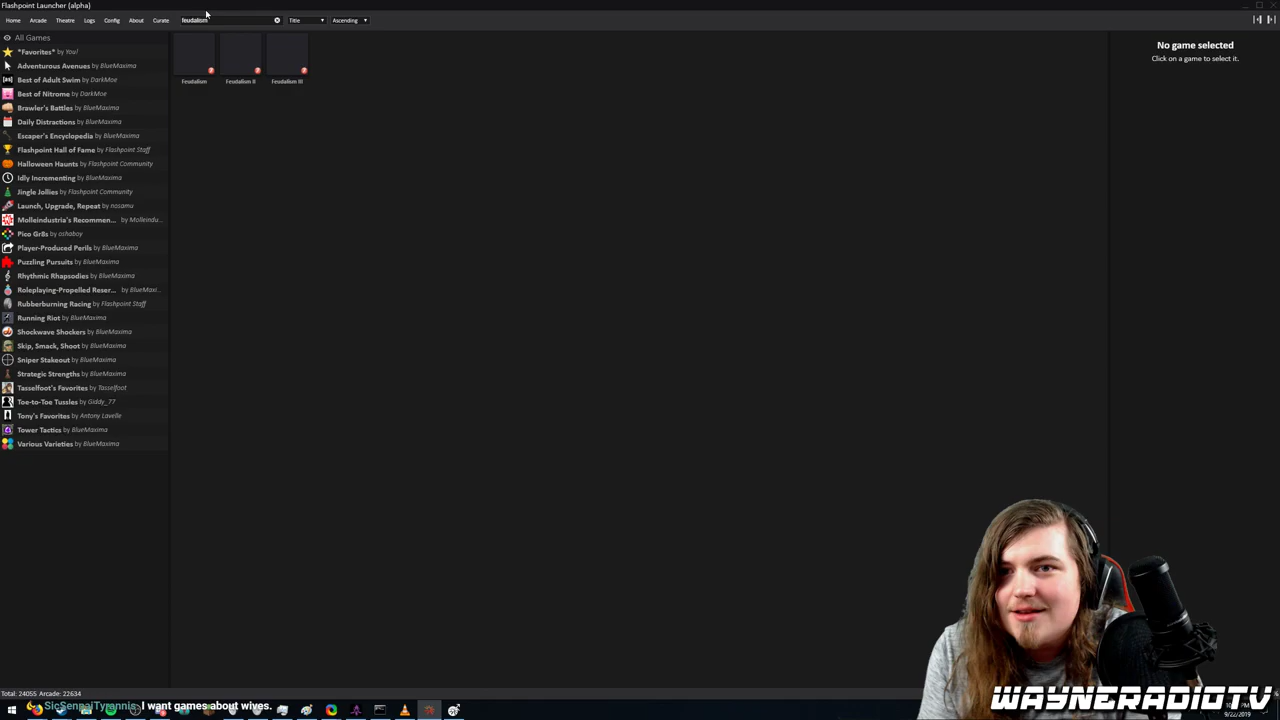 Flashpoint Launcher (alpha)
Home Arcade Theatre Logs Config About Curate feudalism Title Ascending
All Games
*Favorites* by You!
Adventurous Avenues by BlueMaxima
Best of Adult Swim by DarkMoe
Best of Nitrome by DarkMoe
Brawler's Battles by BlueMaxima
Daily Distractions by BlueMaxima
Escaper's Encyclopedia by BlueMaxima
Flashpoint Hall of Fame by Flashpoint Staff
Halloween Haunts by Flashpoint Community
Idly Incrementing by BlueMaxima
Jingle Jollies by Flashpoint Community
Launch, Upgrade, Repeat by nosamu
Molleindustria's Recommen... by Molleindu...
Pico Gr8s by oshaboy
Player-Produced Perils by BlueMaxima
Puzzling Pursuits by BlueMaxima
Rhythmic Rhapsodies by BlueMaxima
Roleplaying-Propelled Reser... by BlueMaxi...
Rubberburning Racing by Flashpoint Staff
Running Riot by BlueMaxima
Shockwave Shockers by BlueMaxima
Skip, Smack, Shoot by BlueMaxima
Sniper Stakeout by BlueMaxima
Strategic Strengths by BlueMaxima
Tasselfoot's Favorites by Tasselfoot
Toe-to-Toe Tussles by Giddy_77
Tony's Favorites by Antony Lavelle
Tower Tactics by BlueMaxima
Various Varieties by BlueMaxima
Feudalism Feudalism II Feudalism III
No game selected
Click on a game to select it.
Total: 24055 Arcade: 22634
SicSenpaiTyrannis I want games about wives.
WAYNERADIOTV
9/22/2019